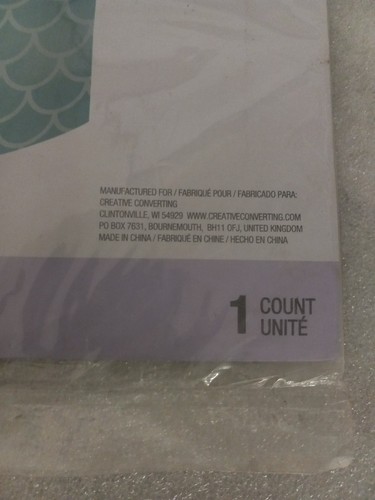 MANUFACTURED FOR / FABRIQUÉ POUR / FABRICADO PARA:
CREATIVE CONVERTING
CLINTONVILLE, WI 54929 WWW.CREATIVECONVERTING.COM
PO BOX 7631, BOURNEMOUTH, BH11 OFJ, UNITED KINGDOM
MADE IN CHINA / FABRIQUÉ EN CHINE / HECHO EN CHINA
1 COUNT
UNITÉ